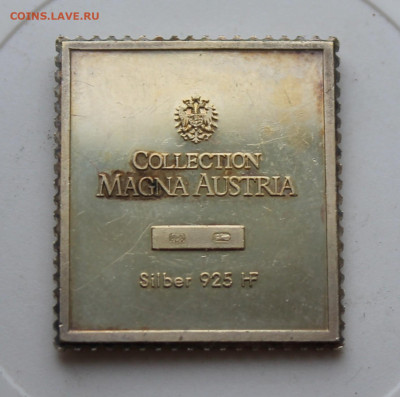 COINS.LAVE.RU
COLLECTION
MAGNA AUSTRIA
Silber 925 HF